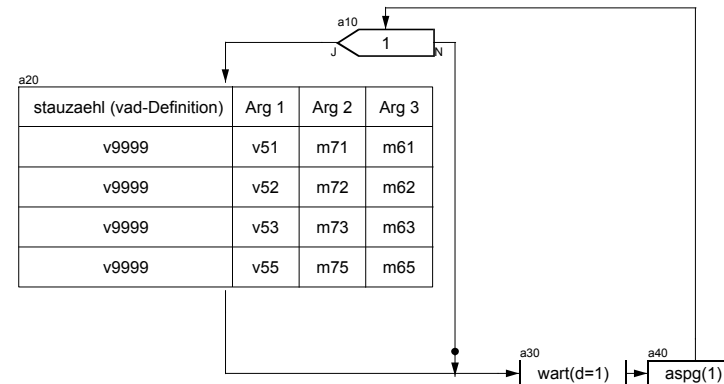 a10
1
J
N
a20
stauzaehl (vad-Definition) Arg 1 Arg 2 Arg 3
v9999 v51 m71 m61
v9999 v52 m72 m62
v9999 v53 m73 m63
v9999 v55 m75 m65
a30
wart(d=1)
a40
aspg(1)